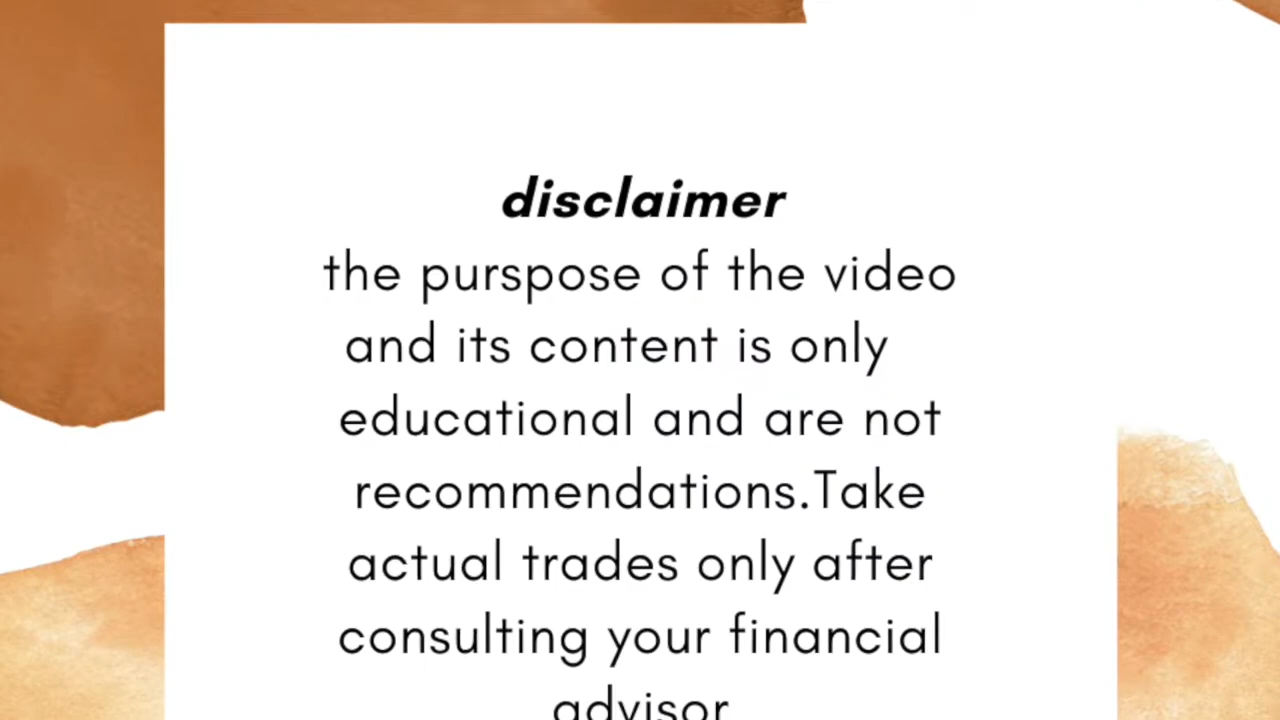 disclaimer
the purspose of the video
and its content is only
educational and are not
recommendations.Take
actual trades only after
consulting your financial
advisor